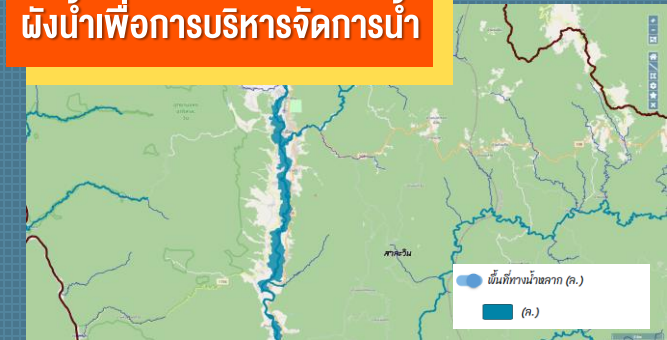 ผังน้ำเพื่อการบริหารจัดการน้ำ
สาละวิน
พื้นที่ทางน้ำหลาก (ล.)
(ล.)